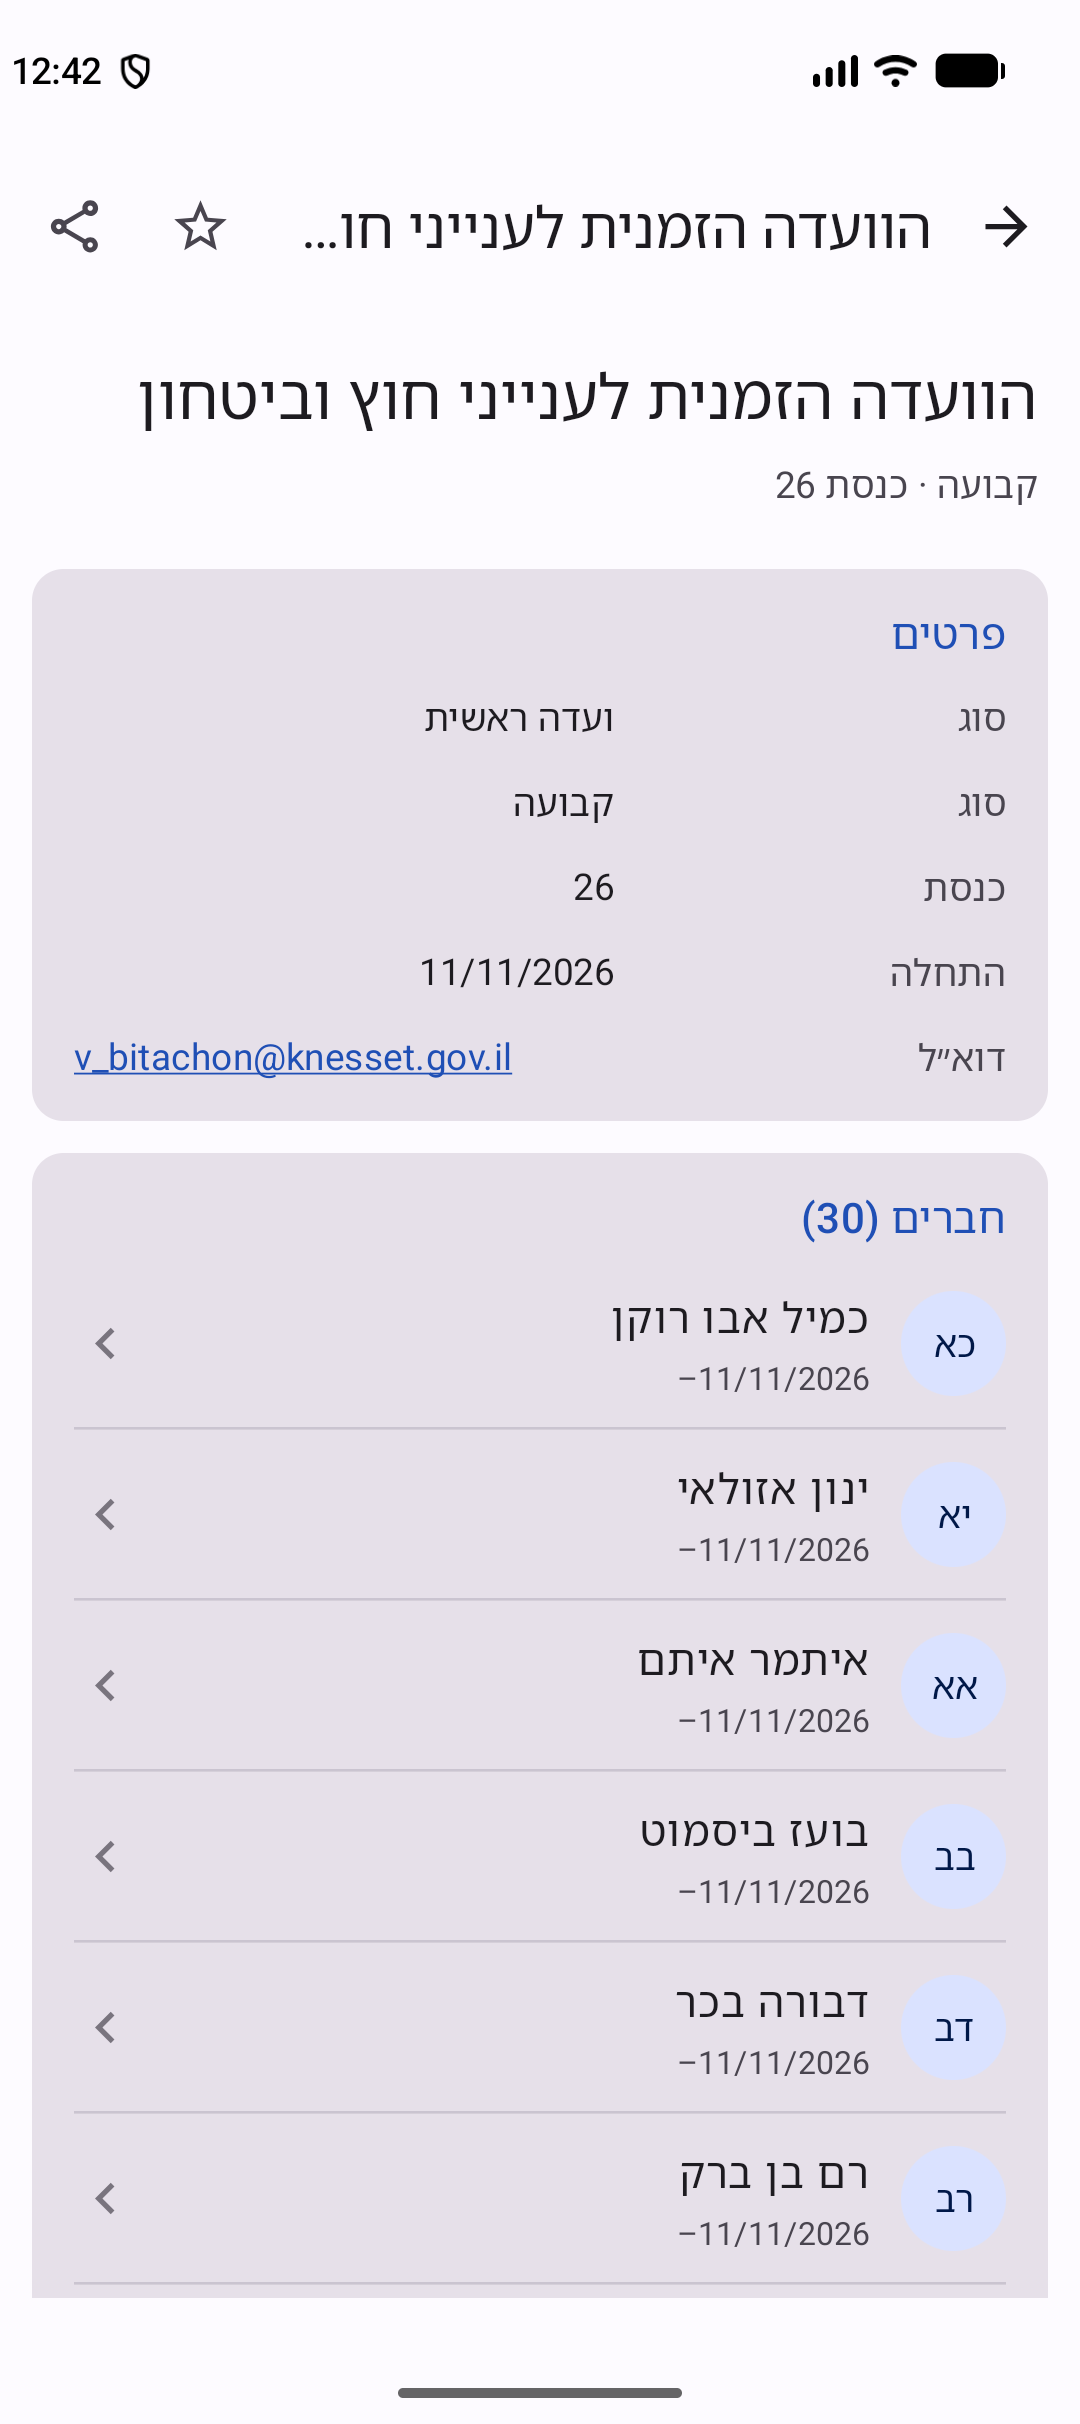 12:42
הוועדה הזמנית לענייני חו...
הוועדה הזמנית לענייני חוץ וביטחון
קבועה · כנסת 26
פרטים
סוג ועדה ראשית
סוג קבועה
כנסת 26
התחלה 11/11/2026
דוא״ל v_bitachon@knesset.gov.il
חברים (30)
כא
כמיל אבו רוקן
11/11/2026–
יא
ינון אזולאי
11/11/2026–
אא
איתמר איתם
11/11/2026–
בב
בועז ביסמוט
11/11/2026–
דב
דבורה בכר
11/11/2026–
רב
רם בן ברק
11/11/2026–